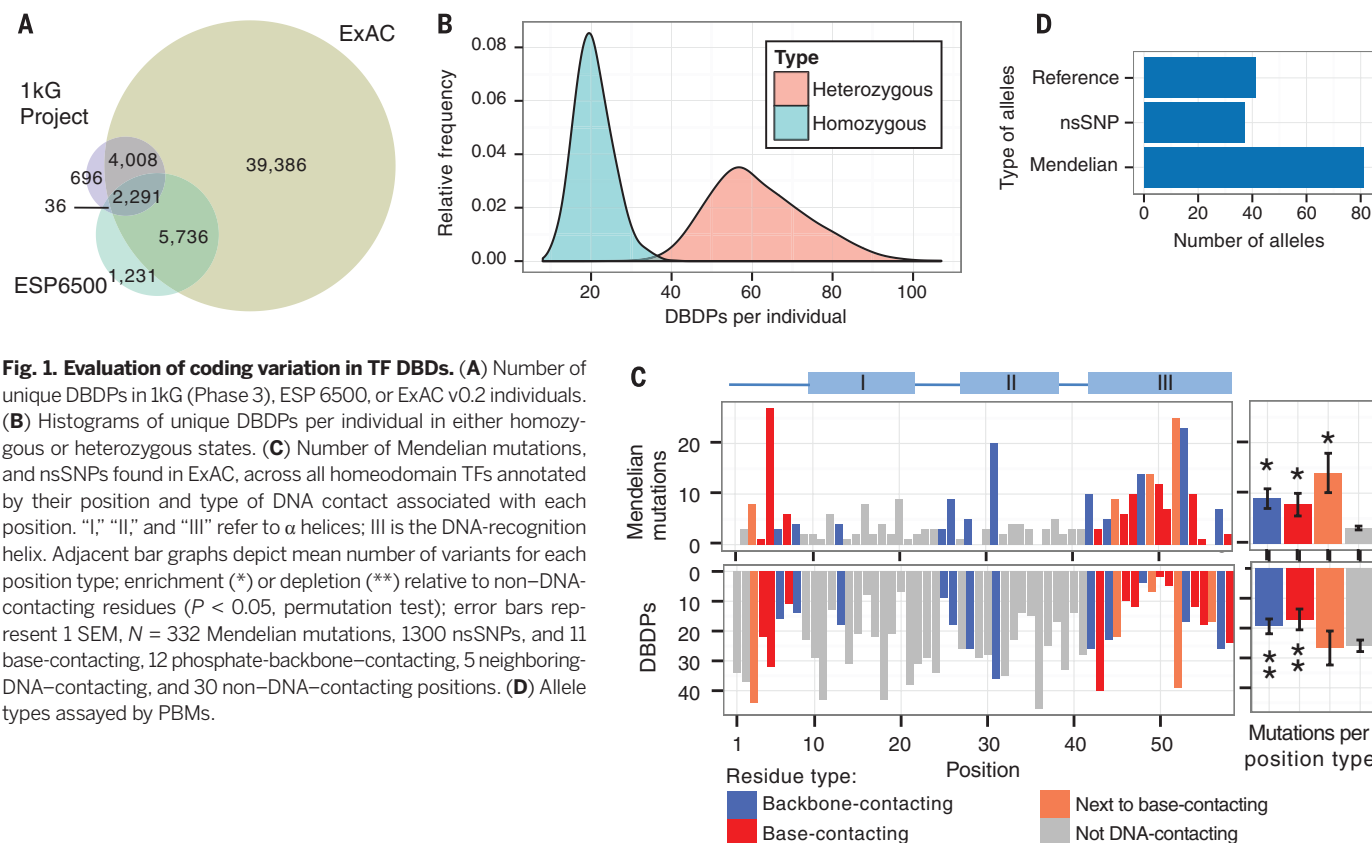 A
ExAC
1kG
Project
4,008
39,386
696
2,291
36
5,736
1,231
ESP6500
B
0.08
0.06
0.04
0.02
0.00
Relative frequency
Type
Heterozygous
Homozygous
20
40
60
80
100
DBDPs per individual
D
Type of alleles
Reference
nsSNP
Mendelian
0
20
40
60
80
Number of alleles
Fig. 1. Evaluation of coding variation in TF DBDs. (A) Number of
unique DBDPs in 1kG (Phase 3), ESP 6500, or ExAC v0.2 individuals.
(B) Histograms of unique DBDPs per individual in either homozy-
gous or heterozygous states. (C) Number of Mendelian mutations,
and nsSNPs found in ExAC, across all homeodomain TFs annotated
by their position and type of DNA contact associated with each
position. “I,” “II,” and “III” refer to α helices; III is the DNA-recognition
helix. Adjacent bar graphs depict mean number of variants for each
position type; enrichment (*) or depletion (**) relative to non–DNA-
contacting residues (P < 0.05, permutation test); error bars rep-
resent 1 SEM, N = 332 Mendelian mutations, 1300 nsSNPs, and 11
base-contacting, 12 phosphate-backbone–contacting, 5 neighboring-
DNA–contacting, and 30 non–DNA–contacting positions. (D) Allele
types assayed by PBMs.
C
I
II
III
Mendelian
mutations
20
10
0
*
*
*
DBDPs
0
10
20
30
40
*
*
*
*
1
10
20
30
40
50
Position
Mutations per
position type
Residue type:
Backbone-contacting
Base-contacting
Next to base-contacting
Not DNA-contacting